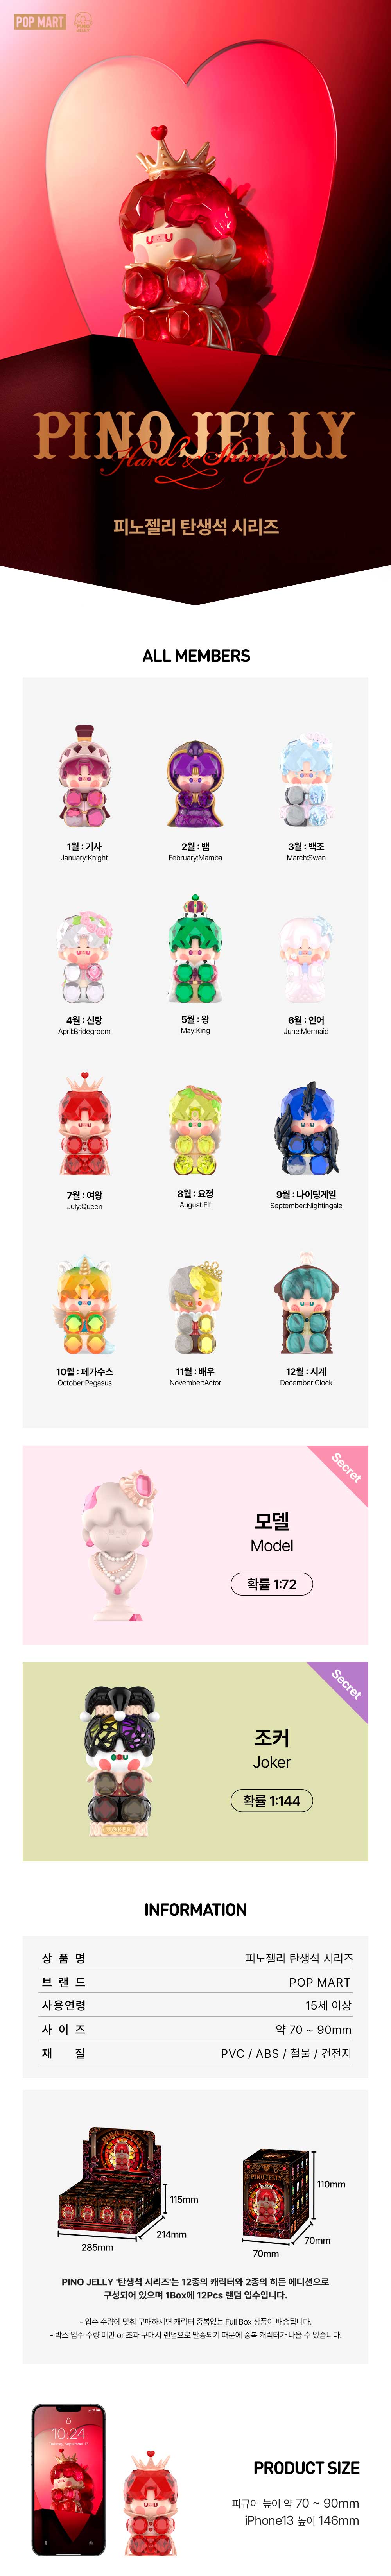 POP MART
PINO JELLY
PINO JELLY
Hard & Shiny
피노젤리 탄생석 시리즈
ALL MEMBERS
1월 : 기사
January:Knight
2월 : 뱀
February:Mamba
3월 : 백조
March:Swan
4월 : 신랑
April:Bridegroom
5월 : 왕
May:King
6월 : 인어
June:Mermaid
7월 : 여왕
July:Queen
8월 : 요정
August:Elf
9월 : 나이팅게일
September:Nightingale
10월 : 페가수스
October:Pegasus
11월 : 배우
November:Actor
12월 : 시계
December:Clock
Secret
모델
Model
확률 1:72
Secret
조커
Joker
확률 1:144
INFORMATION
상 품 명 피노젤리 탄생석 시리즈
브 랜 드 POP MART
사용연령 15세 이상
사 이 즈 약 70 ~ 90mm
재 질 PVC / ABS / 철물 / 건전지
PINO JELLY
115mm
214mm
285mm
PINO JELLY
110mm
70mm
70mm
PINO JELLY '탄생석 시리즈'는 12종의 캐릭터와 2종의 히든 에디션으로
구성되어 있으며 1Box에 12Pcs 랜덤 입수입니다.
- 입수 수량에 맞춰 구매하시면 캐릭터 중복없는 Full Box 상품이 배송됩니다.
- 박스 입수 수량 미만 or 초과 구매시 랜덤으로 발송되기 때문에 중복 캐릭터가 나올 수 있습니다.
10:24
PRODUCT SIZE
피규어 높이 약 70 ~ 90mm
iPhone13 높이 146mm